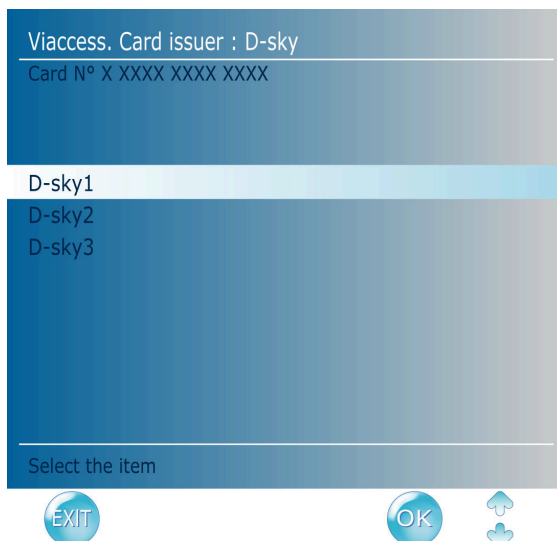 Viaccess. Card issuer : D-sky
Card N° X XXXX XXXX XXXX
D-sky1
D-sky2
D-sky3
Select the item
EXIT
OK